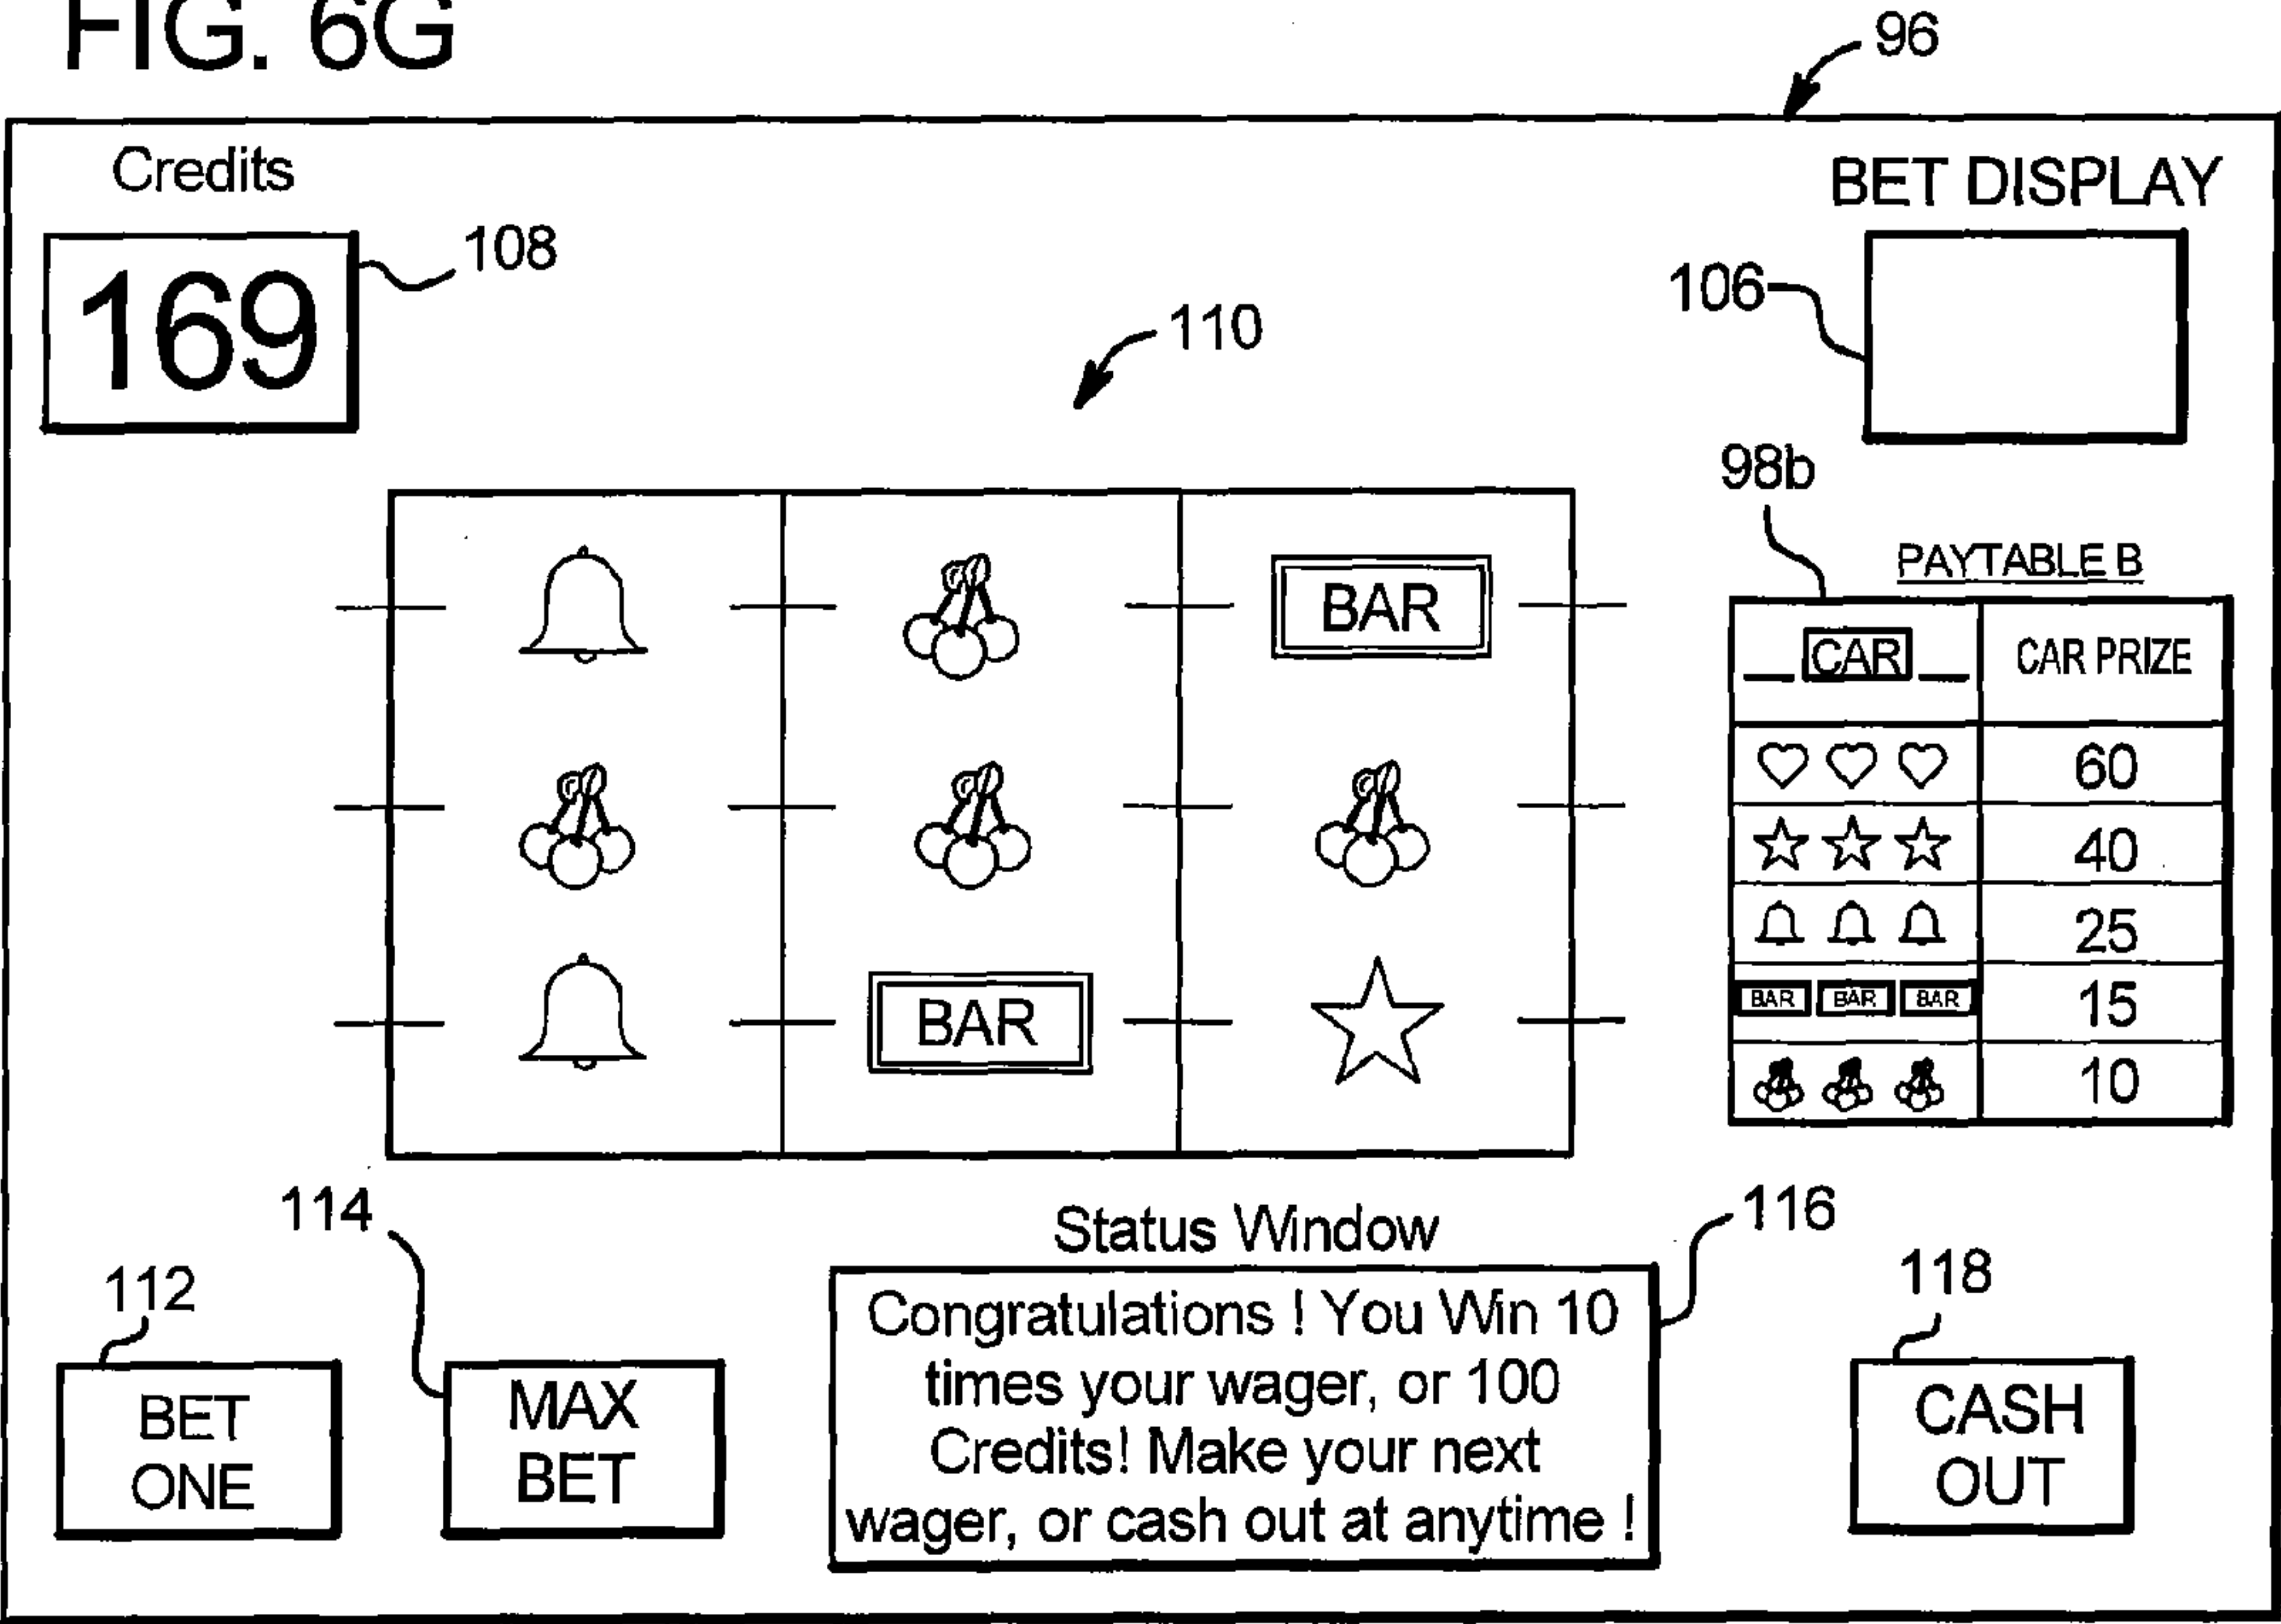 FIG. 6G
96
Credits
BET DISPLAY
169
108
106
110
98b
PAYTABLE B
CAR
CAR PRIZE
60
40
25
BAR BAR BAR
15
10
BAR
BAR
114
Status Window
116
112
118
Congratulations ! You Win 10
times your wager, or 100
Credits! Make your next
wager, or cash out at anytime !
BET
ONE
MAX
BET
CASH
OUT